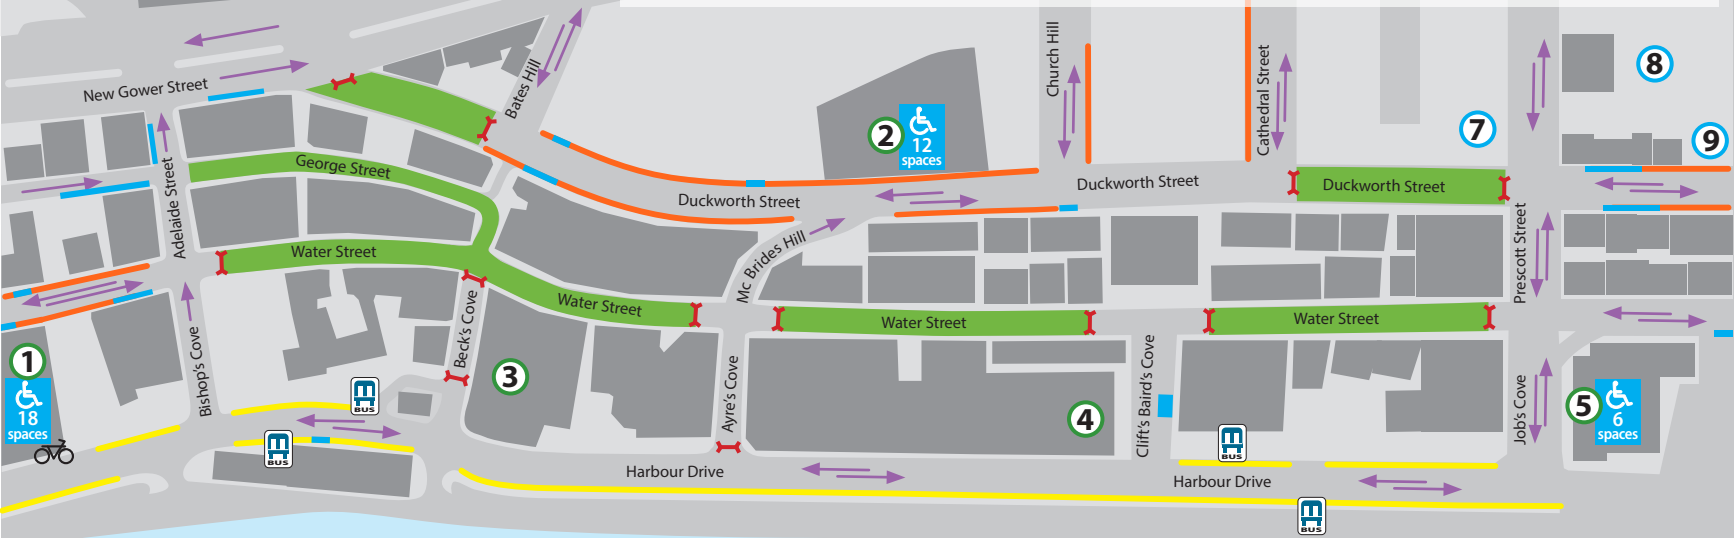 New Gower Street
Bates Hill
Church Hill
Cathedral Street
8
7
9
2
12
spaces
George Street
Adelaide Street
Duckworth Street
Duckworth Street
Duckworth Street
Water Street
Mc Brides Hill
Prescott Street
Water Street
Water Street
Water Street
Beck's Cove
Bishop's Cove
1
18
spaces
3
Ayre's Cove
4
Clift's Baird's Cove
Job's Cove
5
6
spaces
BUS
BUS
BUS
BUS
Harbour Drive
Harbour Drive